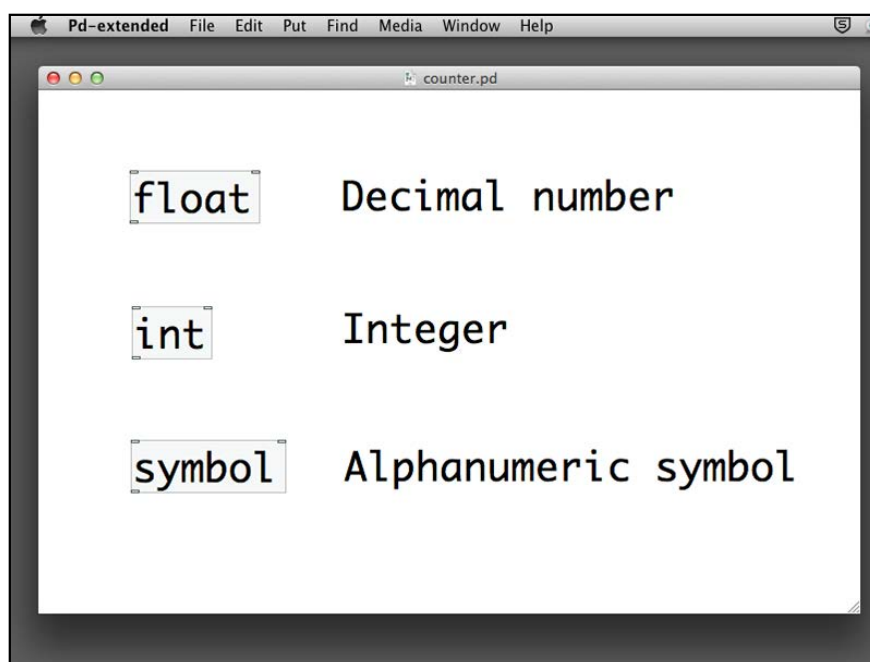 Pd-extended File Edit Put Find Media Window Help
counter.pd
float Decimal number
int Integer
symbol Alphanumeric symbol